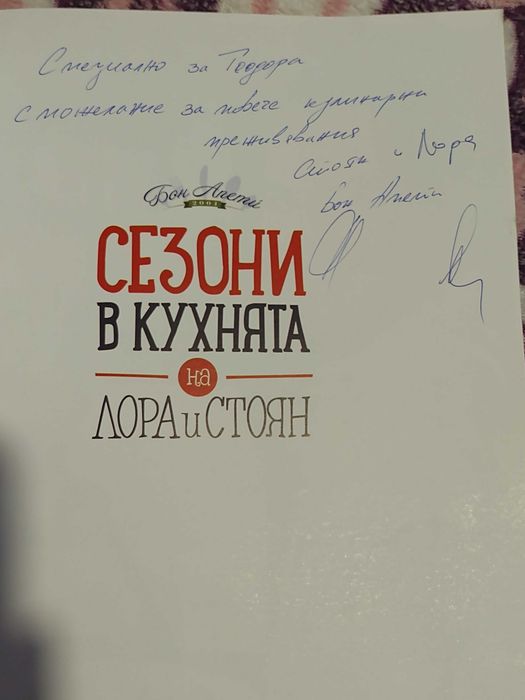 Специално за Теодора
с пожелание за повече кулинарни
преживявания
Стоян и Лора
Бон Апети
Бон Апети
2001
СЕЗОНИ
В КУХНЯТА
на
ЛОРА и СТОЯН